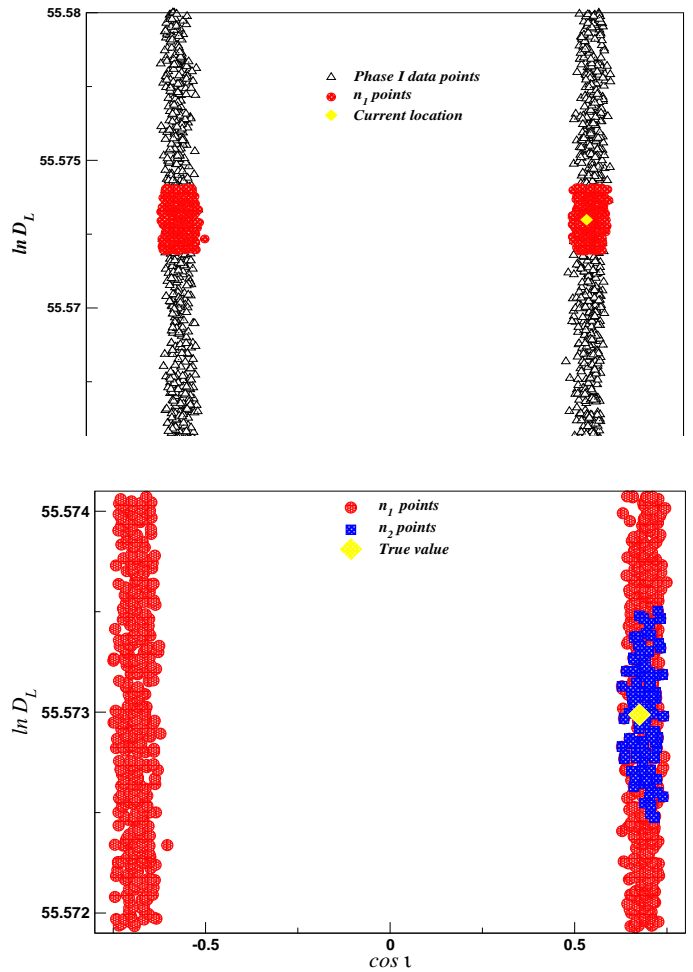 55.58
Phase I data points
n1 points
Current location
55.575
ln DL
55.57
n1 points
n2 points
True value
55.574
ln DL
55.573
55.572
-0.5 0 0.5
cos ι